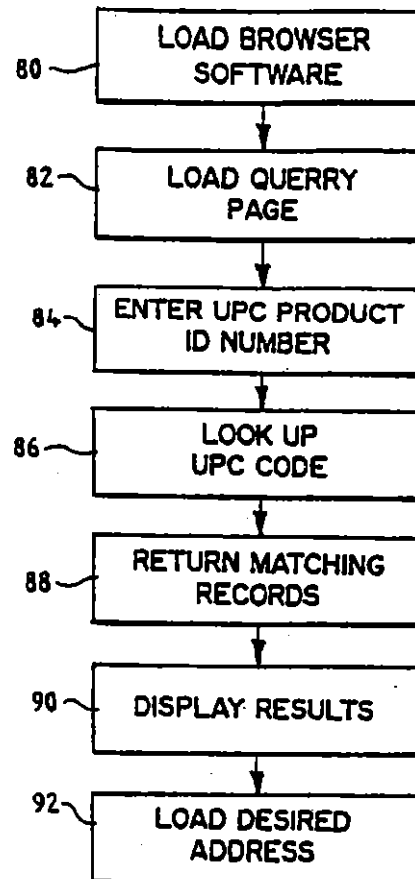 80
LOAD BROWSER
SOFTWARE
82
LOAD QUERRY
PAGE
84
ENTER UPC PRODUCT
ID NUMBER
86
LOOK UP
UPC CODE
88
RETURN MATCHING
RECORDS
90
DISPLAY RESULTS
92
LOAD DESIRED
ADDRESS